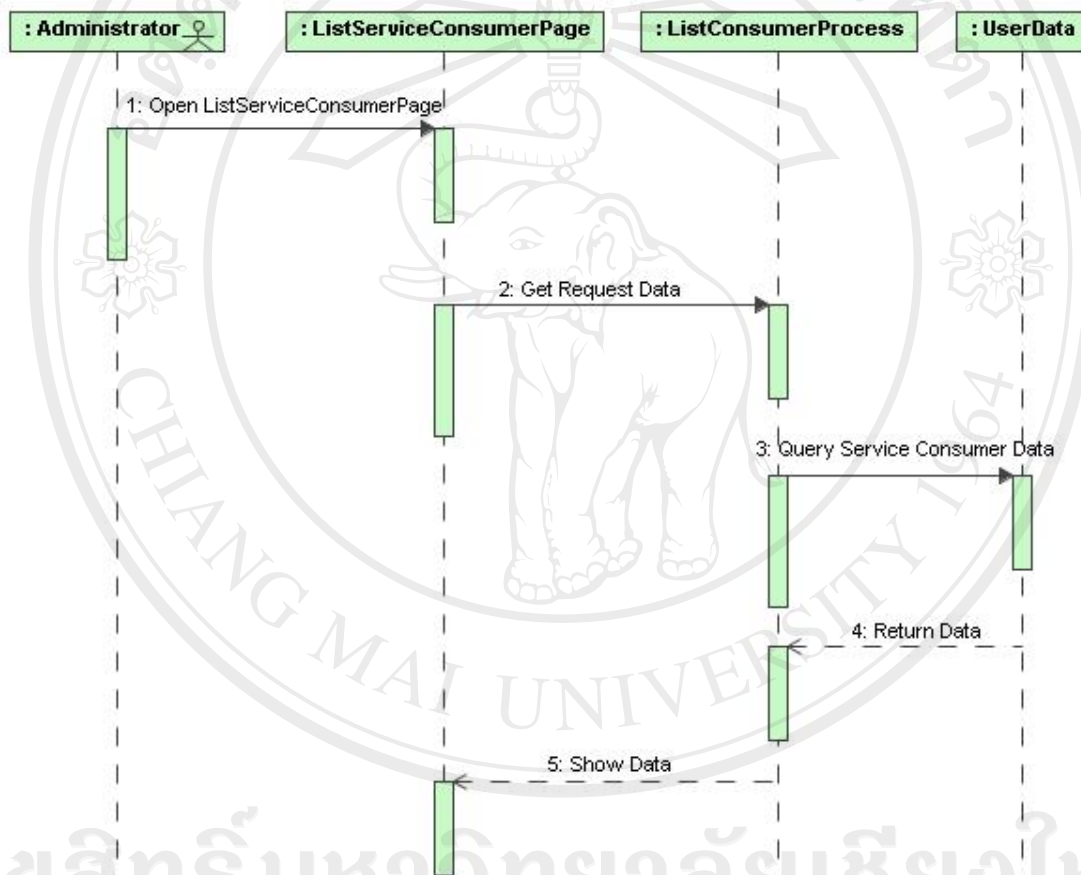 : Administrator
: ListServiceConsumerPage
: ListConsumerProcess
: UserData
1: Open ListServiceConsumerPage
2: Get Request Data
3: Query Service Consumer Data
4: Return Data
5: Show Data
CHIANG MAI UNIVERSITY 1964